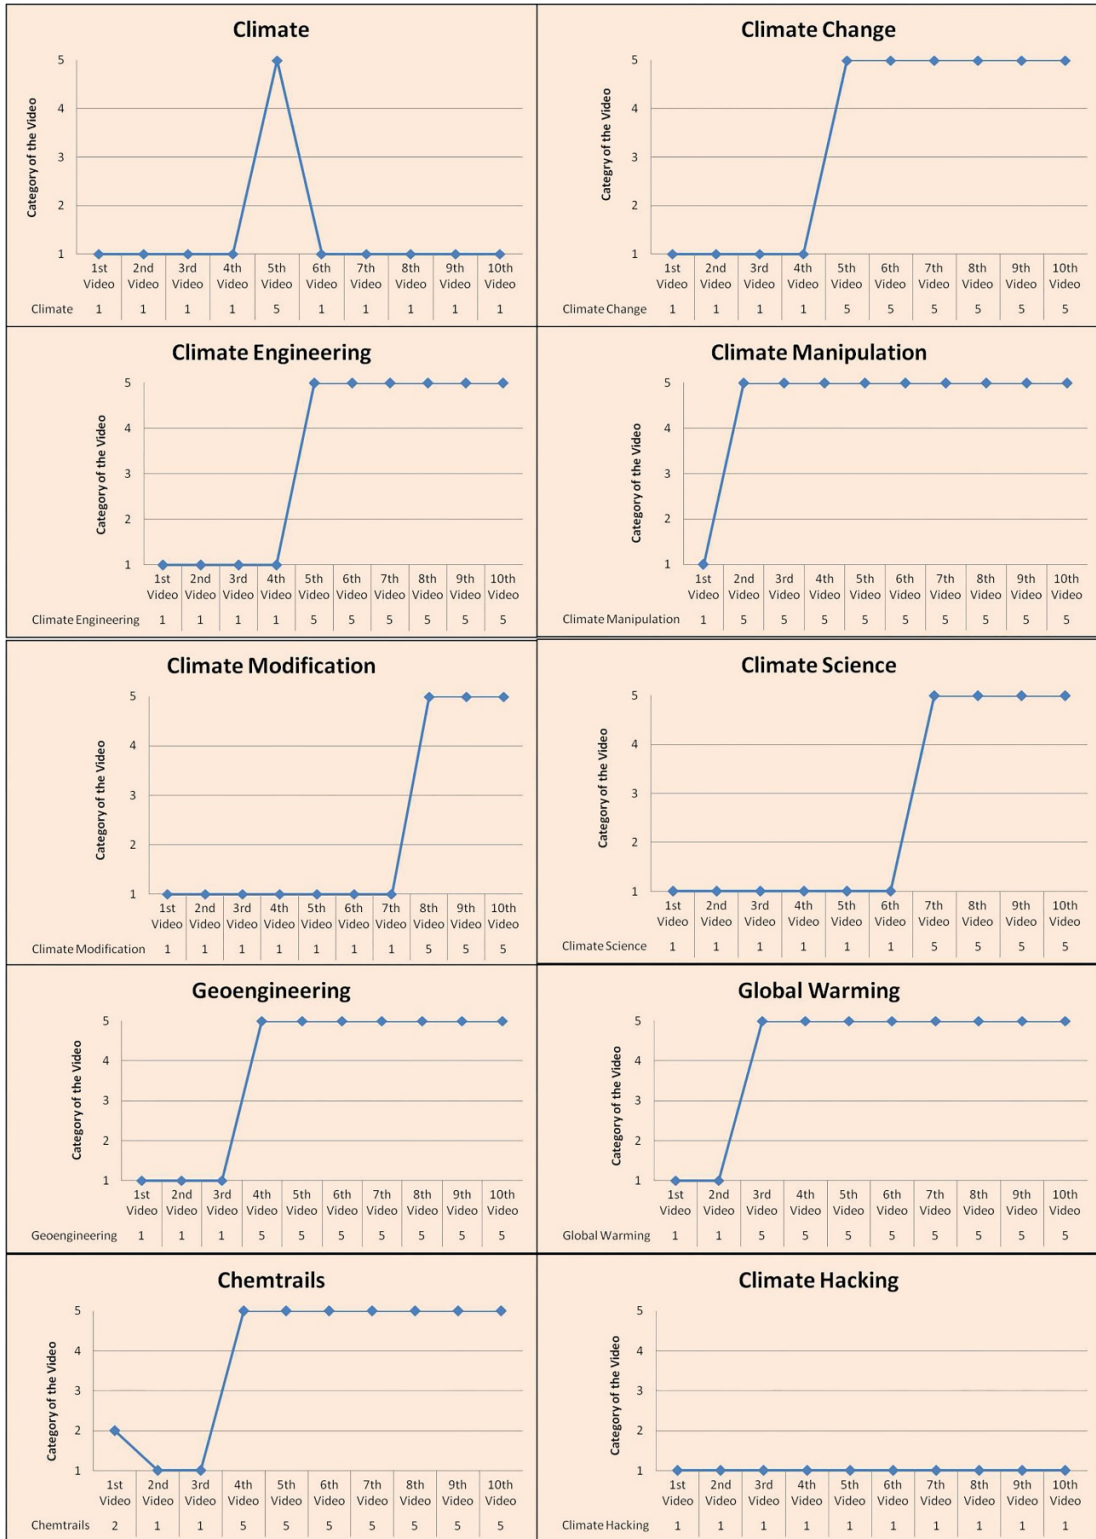 Climate
Category of the Video
5
4
3
2
1
1st Video 2nd Video 3rd Video 4th Video 5th Video 6th Video 7th Video 8th Video 9th Video 10th Video
Climate 1 1 1 1 5 1 1 1 1 1
Climate Change
Category of the Video
5
4
3
2
1
1st Video 2nd Video 3rd Video 4th Video 5th Video 6th Video 7th Video 8th Video 9th Video 10th Video
Climate Change 1 1 1 1 5 5 5 5 5 5
Climate Engineering
Category of the Video
5
4
3
2
1
1st Video 2nd Video 3rd Video 4th Video 5th Video 6th Video 7th Video 8th Video 9th Video 10th Video
Climate Engineering 1 1 1 1 5 5 5 5 5 5
Climate Manipulation
Category of the Video
5
4
3
2
1
1st Video 2nd Video 3rd Video 4th Video 5th Video 6th Video 7th Video 8th Video 9th Video 10th Video
Climate Manipulation 1 5 5 5 5 5 5 5 5 5
Climate Modification
Category of the Video
5
4
3
2
1
1st Video 2nd Video 3rd Video 4th Video 5th Video 6th Video 7th Video 8th Video 9th Video 10th Video
Climate Modification 1 1 1 1 1 1 1 5 5 5
Climate Science
Category of the Video
5
4
3
2
1
1st Video 2nd Video 3rd Video 4th Video 5th Video 6th Video 7th Video 8th Video 9th Video 10th Video
Climate Science 1 1 1 1 1 1 5 5 5 5
Geoengineering
Category of the Video
5
4
3
2
1
1st Video 2nd Video 3rd Video 4th Video 5th Video 6th Video 7th Video 8th Video 9th Video 10th Video
Geoengineering 1 1 1 5 5 5 5 5 5 5
Global Warming
Category of the Video
5
4
3
2
1
1st Video 2nd Video 3rd Video 4th Video 5th Video 6th Video 7th Video 8th Video 9th Video 10th Video
Global Warming 1 1 5 5 5 5 5 5 5 5
Chemtrails
Category of the Video
5
4
3
2
1
1st Video 2nd Video 3rd Video 4th Video 5th Video 6th Video 7th Video 8th Video 9th Video 10th Video
Chemtrails 2 1 1 5 5 5 5 5 5 5
Climate Hacking
Category of the Video
5
4
3
2
1
1st Video 2nd Video 3rd Video 4th Video 5th Video 6th Video 7th Video 8th Video 9th Video 10th Video
Climate Hacking 1 1 1 1 1 1 1 1 1 1